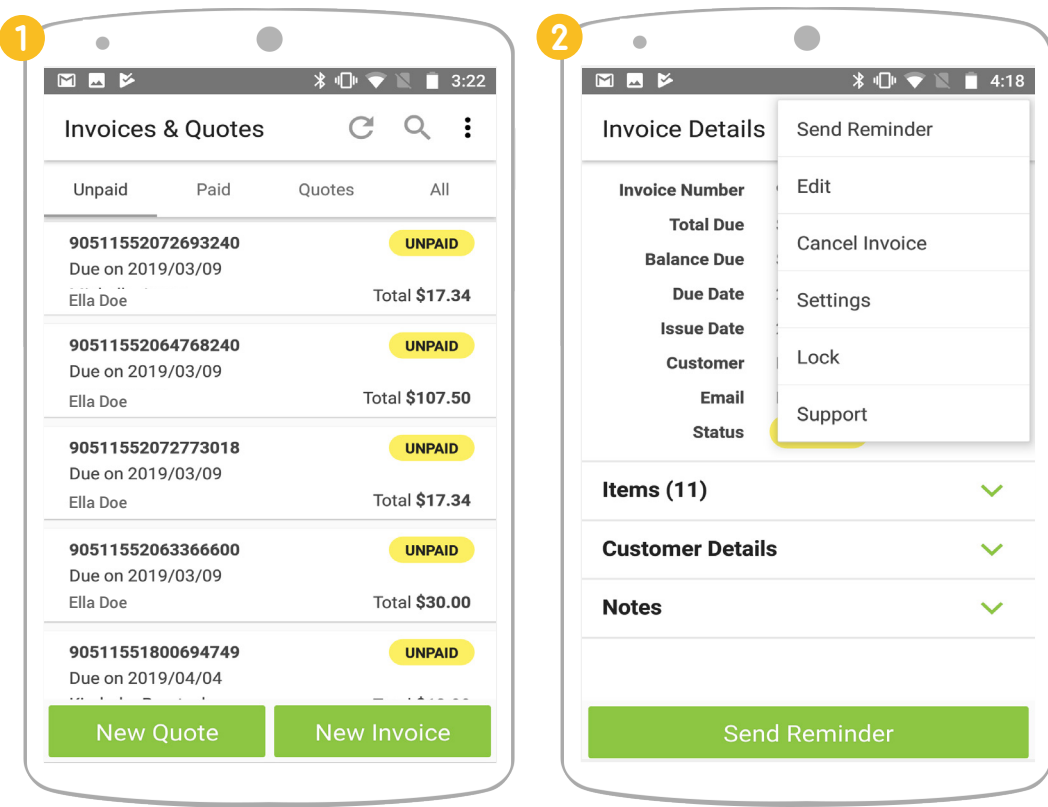 1
3:22
Invoices & Quotes
Unpaid Paid Quotes All
90511552072693240 UNPAID
Due on 2019/03/09
Ella Doe Total $17.34
90511552064768240 UNPAID
Due on 2019/03/09
Ella Doe Total $107.50
90511552072773018 UNPAID
Due on 2019/03/09
Ella Doe Total $17.34
90511552063366600 UNPAID
Due on 2019/03/09
Ella Doe Total $30.00
90511551800694749 UNPAID
Due on 2019/04/04
New Quote New Invoice
2
4:18
Invoice Details
Send Reminder
Edit
Cancel Invoice
Settings
Lock
Support
Invoice Number
Total Due
Balance Due
Due Date
Issue Date
Customer
Email
Status
Items (11)
Customer Details
Notes
Send Reminder